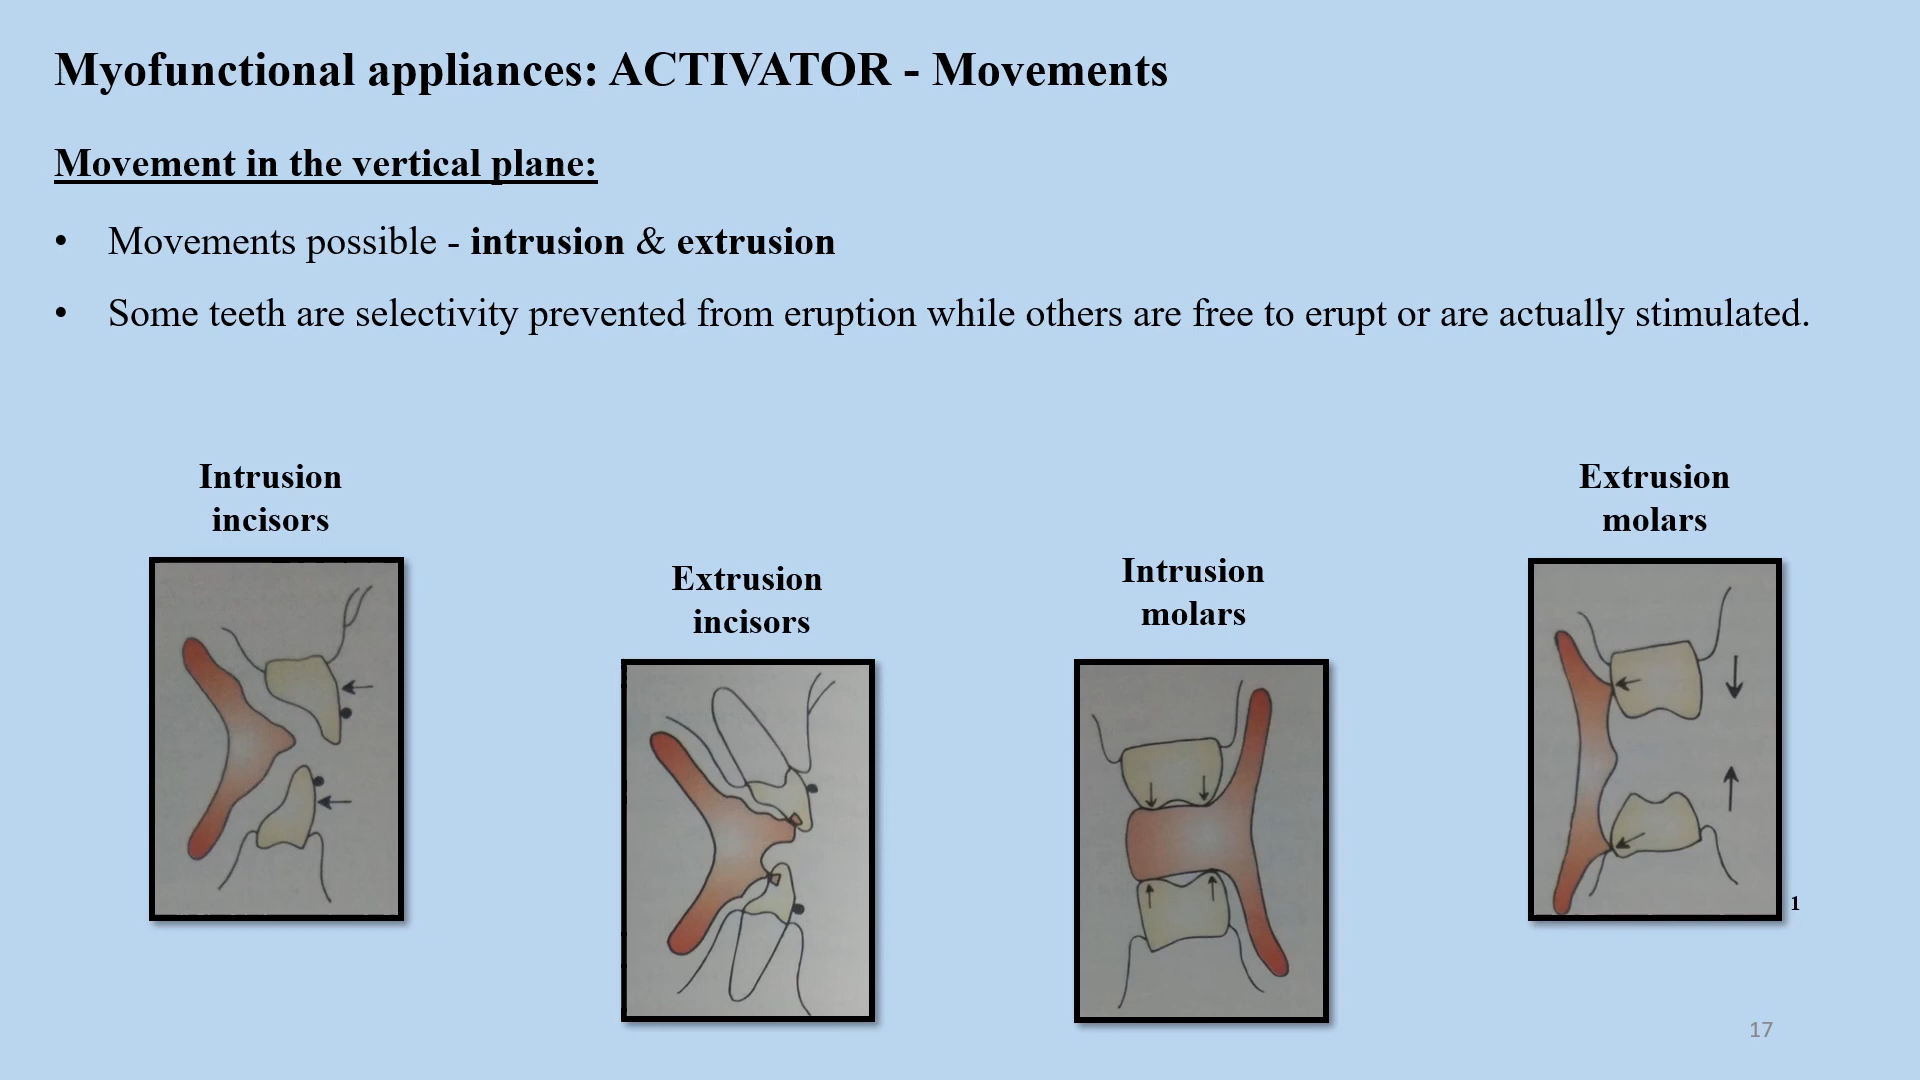 Myofunctional appliances: ACTIVATOR - Movements
Movement in the vertical plane:
• Movements possible - intrusion & extrusion
• Some teeth are selectivity prevented from eruption while others are free to erupt or are actually stimulated.
Intrusion
incisors
Extrusion
incisors
Intrusion
molars
Extrusion
molars
1
17